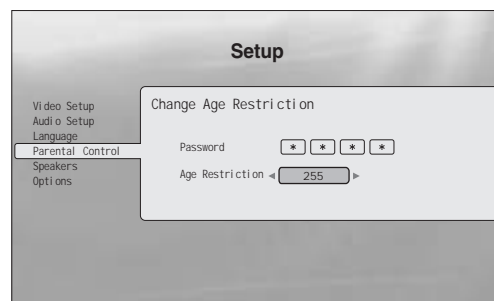 Setup
Video Setup
Audio Setup
Language
Parental Control
Speakers
Options
Change Age Restriction
Password * * * *
Age Restriction ◀ 255 ▶